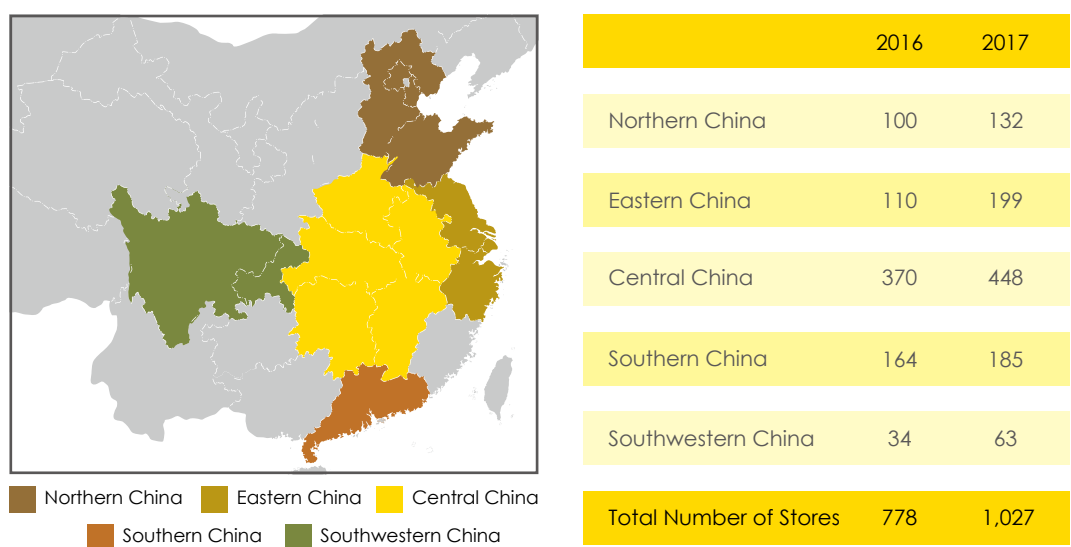 2016 2017
Northern China 100 132
Eastern China 110 199
Central China 370 448
Southern China 164 185
Southwestern China 34 63
Total Number of Stores 778 1,027
Northern China Eastern China Central China
Southern China Southwestern China